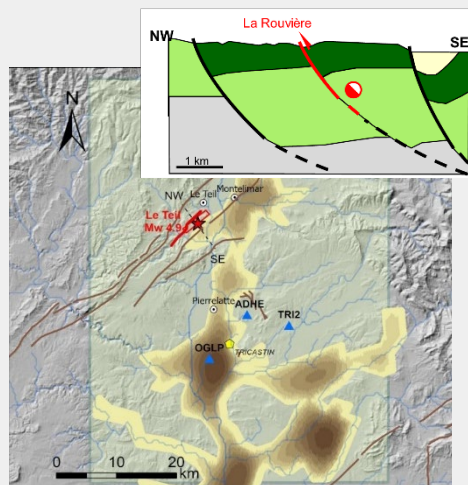 La Rouvière
NW
SE
1 km
N
NW
Le Teil
Montelimar
Le Teil
Mw 4.9
SE
Pierrelatte
ADHE
TRI2
OGLP
TRICASTIN
0 10 20
km